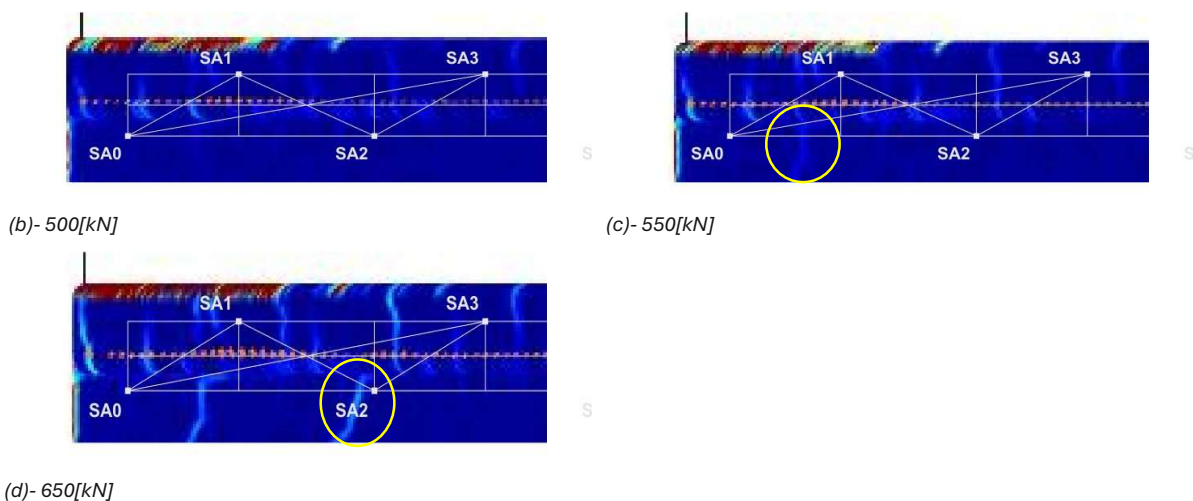 SA1 SA3
SA0 SA2
S
(b)- 500[kN]
SA1 SA3
SA0 SA2
S
(c)- 550[kN]
SA1 SA3
SA0 SA2
S
(d)- 650[kN]